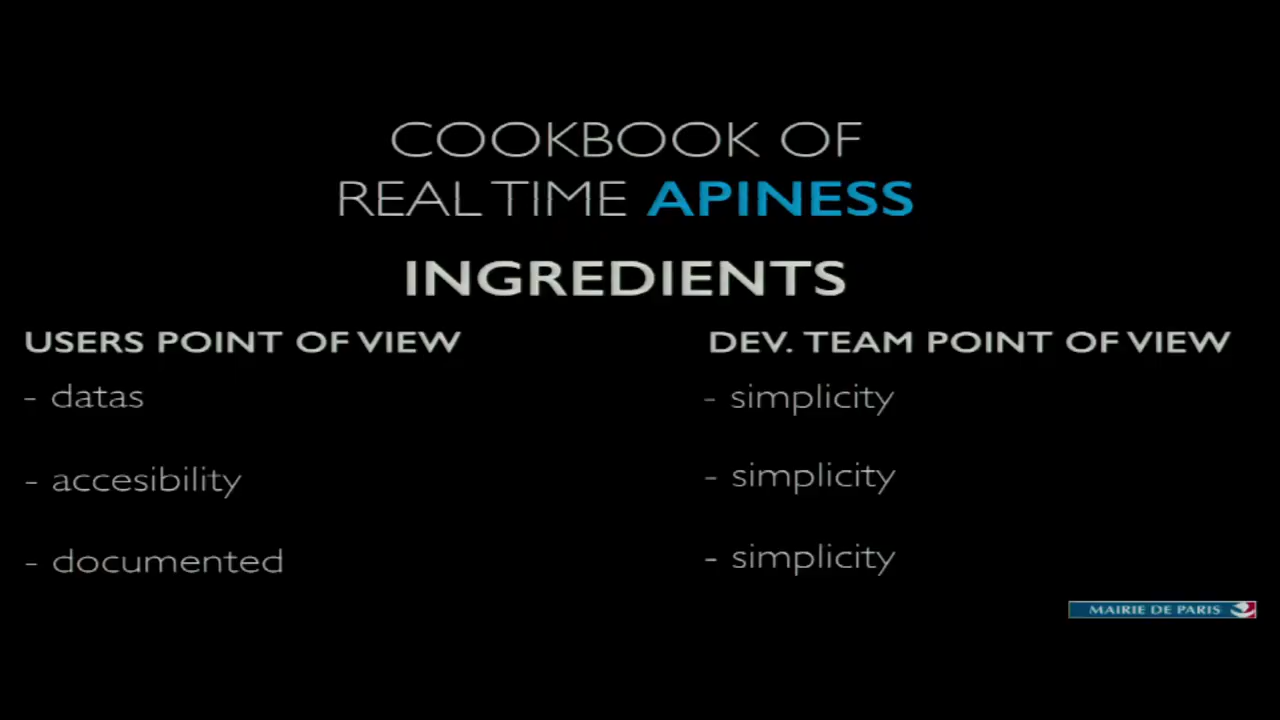 COOKBOOK OF
REAL TIME APINESS
INGREDIENTS
USERS POINT OF VIEW
- datas
- accesibility
- documented
DEV. TEAM POINT OF VIEW
- simplicity
- simplicity
- simplicity
MAIRIE DE PARIS